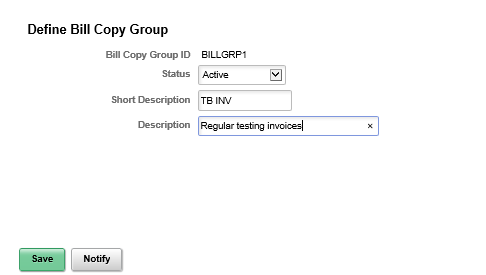 Define Bill Copy Group
Bill Copy Group ID BILLGRP1
Status Active
Short Description TB INV
Description Regular testing invoices ×
Save Notify